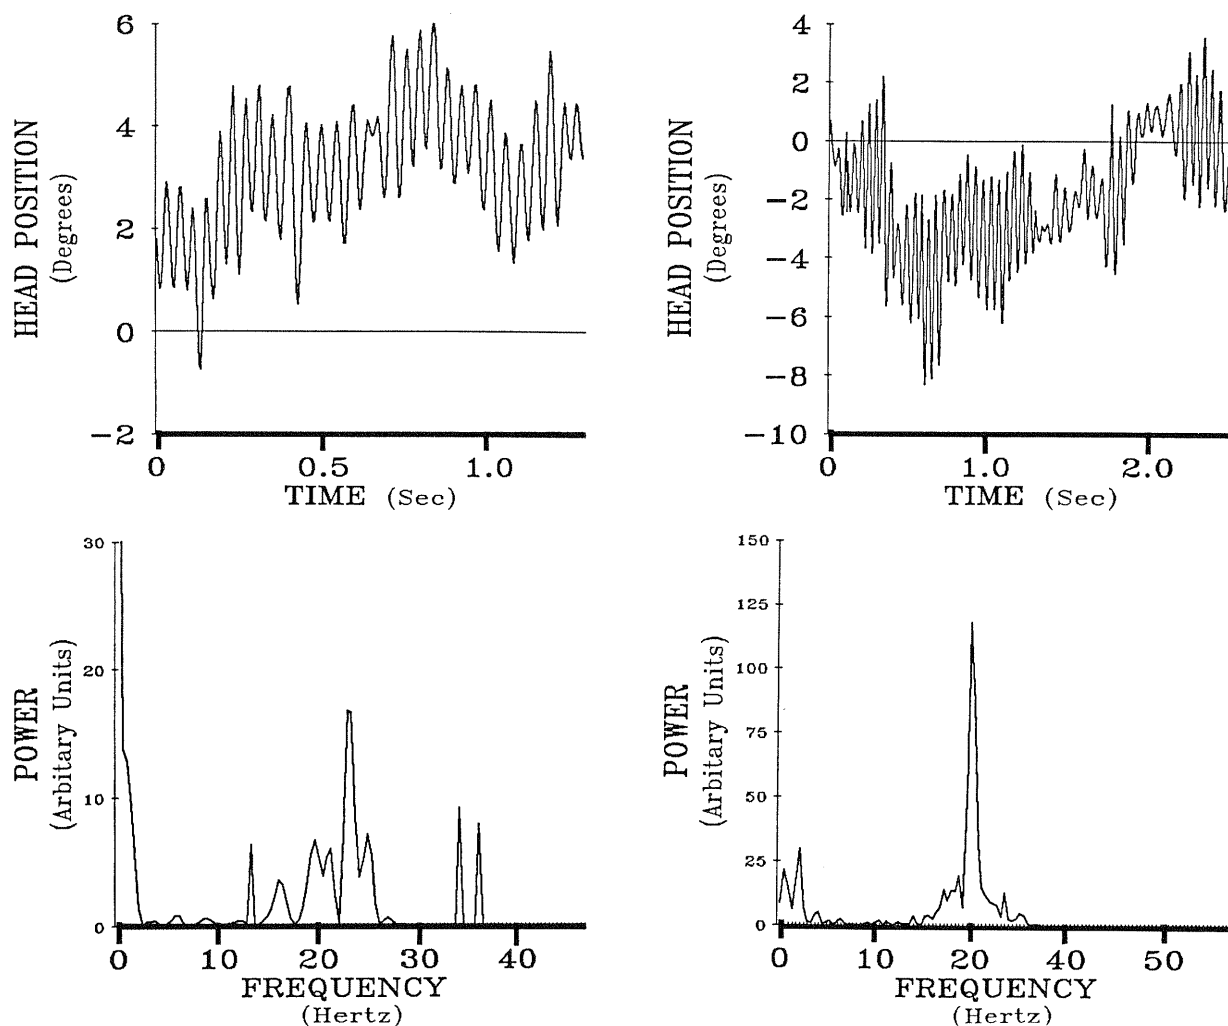 6
4
2
0
−2
HEAD POSITION
(Degrees)
0
0.5
1.0
TIME (Sec)
4
2
0
−2
−4
−6
−8
−10
HEAD POSITION
(Degrees)
0
1.0
2.0
TIME (Sec)
30
20
10
0
POWER
(Arbitary Units)
0
10
20
30
40
FREQUENCY
(Hertz)
150
125
100
75
50
25
0
POWER
(Arbitary Units)
0
10
20
40
50
FREQUENCY
(Hertz)